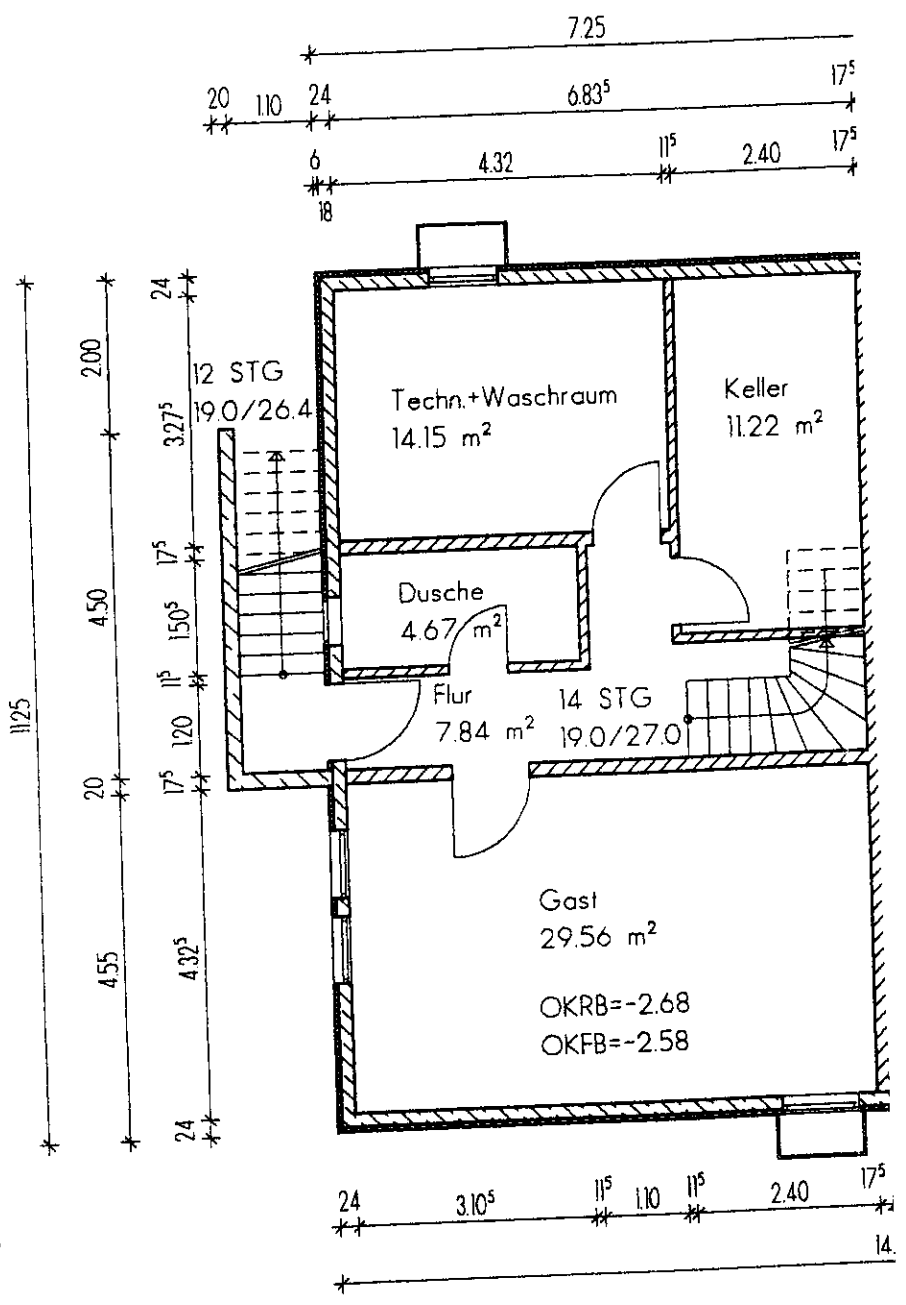 7.25
20 1.10 24 6.83⁵ 17⁵
6 4.32 11⁵ 2.40 17⁵
18
24
2.00
3.27⁵
12 STG
19.0/26.4
Techn.+Waschraum
14.15 m²
Keller
11.22 m²
17⁵
4.50
1.50⁵
Dusche
4.67 m²
11⁵
11.25
1.20
Flur
7.84 m²
14 STG
19.0/27.0
20
17⁵
4.55
4.32⁵
Gast
29.56 m²
OKRB=-2.68
OKFB=-2.58
24
24 3.10⁵ 11⁵ 1.10 11⁵ 2.40 17⁵
14.